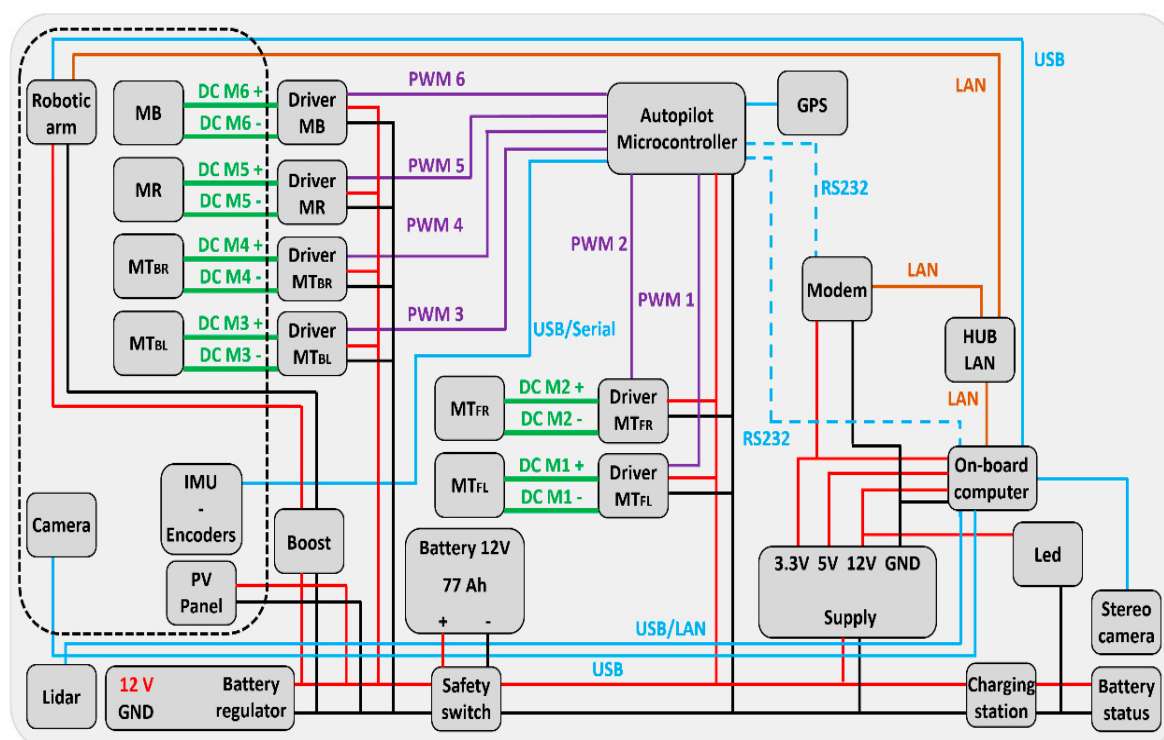 USB
LAN
Robotic
arm
MB
DC M6 +
DC M6 -
Driver
MB
PWM 6
Autopilot
Microcontroller
GPS
MR
DC M5 +
DC M5 -
Driver
MR
PWM 5
RS232
MTBR
DC M4 +
DC M4 -
Driver
MTBR
PWM 4
PWM 2
PWM 1
Modem
LAN
MTBL
DC M3 +
DC M3 -
Driver
MTBL
PWM 3
USB/Serial
HUB
LAN
LAN
MTFR
DC M2 +
DC M2 -
Driver
MTFR
RS232
MTFL
DC M1 +
DC M1 -
Driver
MTFL
On-board
computer
IMU
-
Encoders
Camera
Boost
Battery 12V
77 Ah
+ -
3.3V 5V 12V GND
Supply
Led
PV
Panel
Stereo
camera
USB/LAN
USB
Lidar
12 V
GND
Battery
regulator
Safety
switch
Charging
station
Battery
status